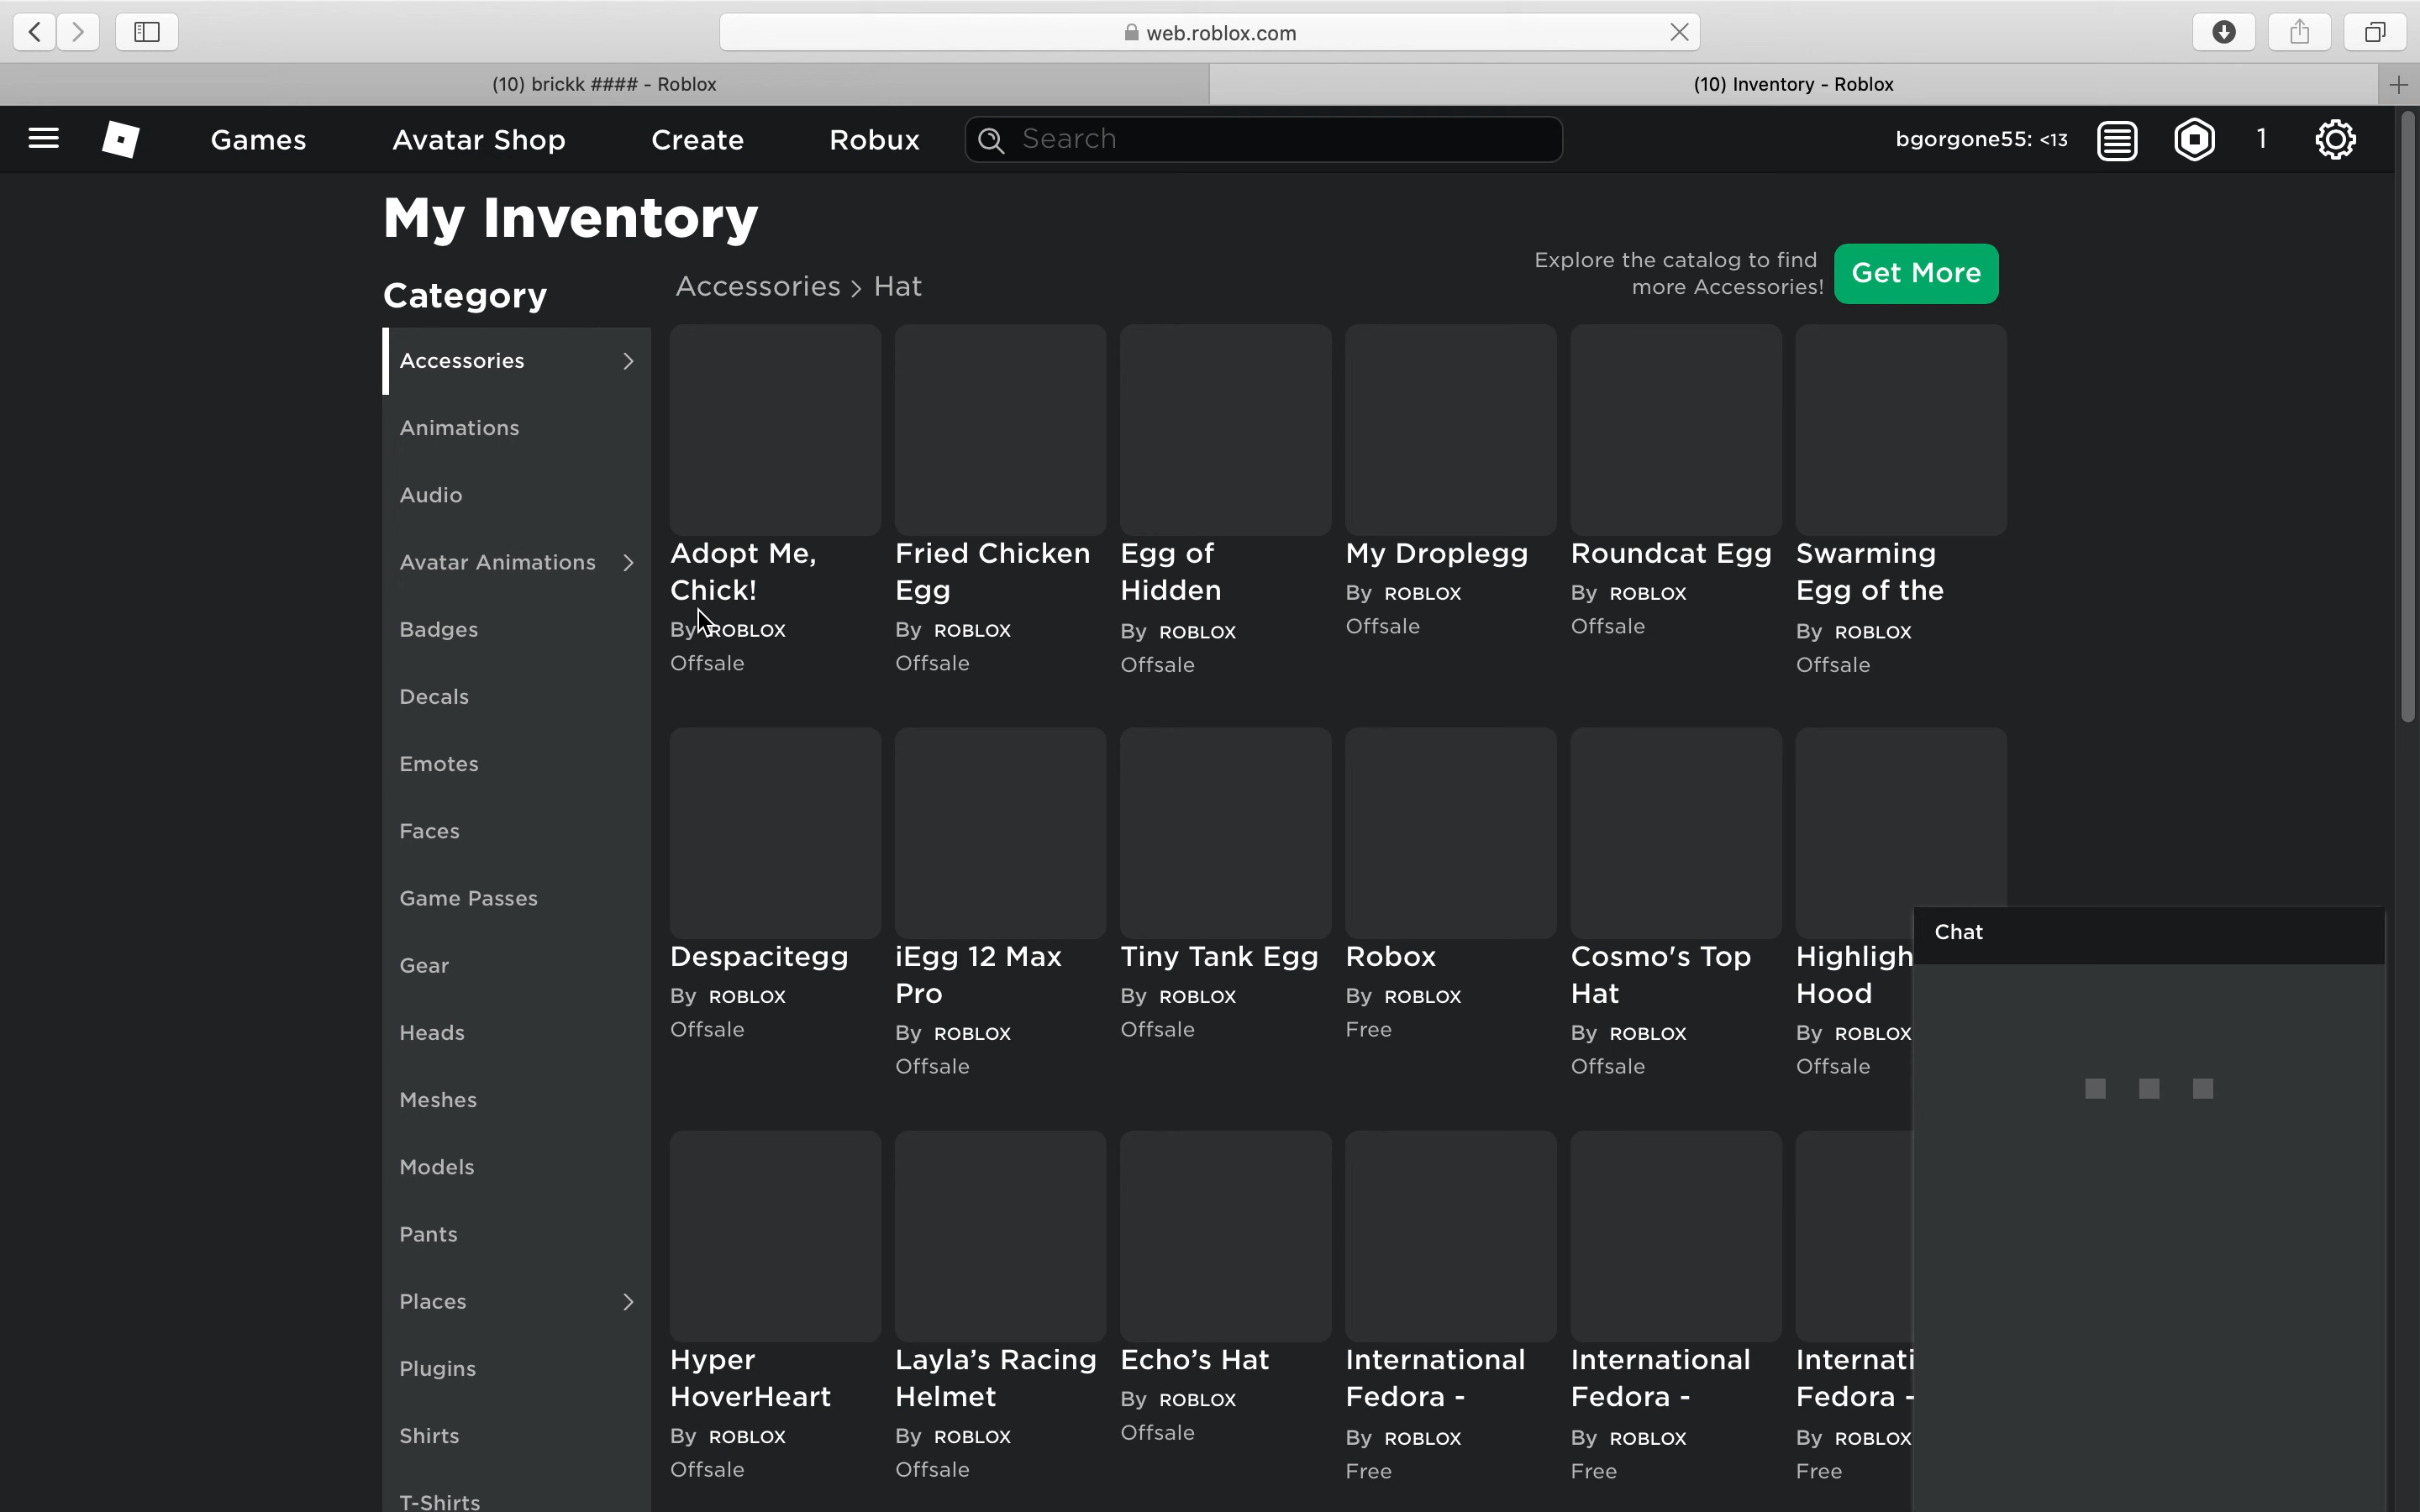 web.roblox.com
(10) brickk #### - Roblox
(10) Inventory - Roblox
Games
Avatar Shop
Create
Robux
Search
bgorgone55: <13
1
My Inventory
Category
Accessories > Hat
Explore the catalog to find
more Accessories!
Get More
Accessories
Animations
Audio
Avatar Animations
Badges
Decals
Emotes
Faces
Game Passes
Gear
Heads
Meshes
Models
Pants
Places
Plugins
Shirts
T-Shirts
Adopt Me,
Chick!
By ROBLOX
Offsale
Fried Chicken
Egg
By ROBLOX
Offsale
Egg of
Hidden
By ROBLOX
Offsale
My Droplegg
By ROBLOX
Offsale
Roundcat Egg
By ROBLOX
Offsale
Swarming
Egg of the
By ROBLOX
Offsale
Despacitegg
By ROBLOX
Offsale
iEgg 12 Max
Pro
By ROBLOX
Offsale
Tiny Tank Egg
By ROBLOX
Offsale
Robox
By ROBLOX
Free
Cosmo's Top
Hat
By ROBLOX
Offsale
Highligh
Hood
By ROBLOX
Offsale
Hyper
HoverHeart
By ROBLOX
Offsale
Layla’s Racing
Helmet
By ROBLOX
Offsale
Echo’s Hat
By ROBLOX
Offsale
International
Fedora -
By ROBLOX
Free
International
Fedora -
By ROBLOX
Free
Internati
Fedora -
By ROBLOX
Free
Chat